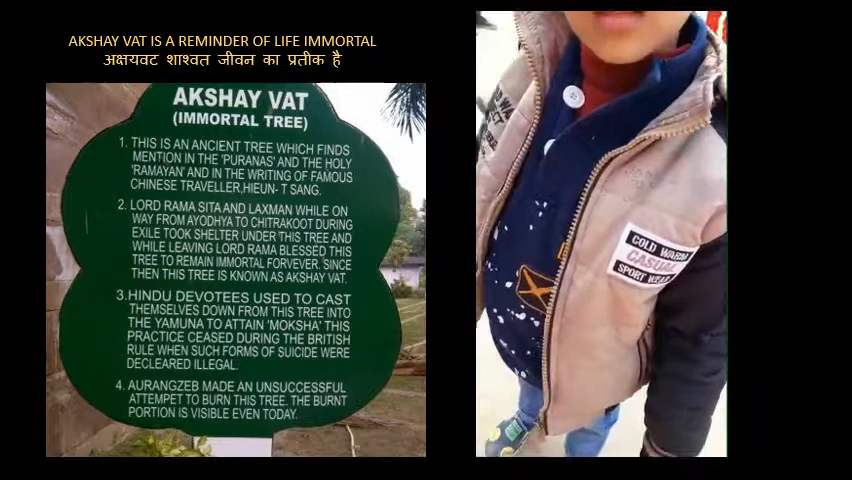 AKSHAY VAT IS A REMINDER OF LIFE IMMORTAL
अक्षयवट शाश्वत जीवन का प्रतीक है
AKSHAY VAT
(IMMORTAL TREE)
1. THIS IS AN ANCIENT TREE WHICH FINDS
MENTION IN THE 'PURANAS' AND THE HOLY
'RAMAYAN' AND IN THE WRITING OF FAMOUS
CHINESE TRAVELLER,HIEUN- T SANG.
2. LORD RAMA SITA AND LAXMAN WHILE ON
WAY FROM AYODHYA TO CHITRAKOOT DURING
EXILE TOOK SHELTER UNDER THIS TREE AND
WHILE LEAVING LORD RAMA BLESSED THIS
TREE TO REMAIN IMMORTAL FORVEVER. SINCE
THEN THIS TREE IS KNOWN AS AKSHAY VAT.
3. HINDU DEVOTEES USED TO CAST
THEMSELVES DOWN FROM THIS TREE INTO
THE YAMUNA TO ATTAIN 'MOKSHA' THIS
PRACTICE CEASED DURING THE BRITISH
RULE WHEN SUCH FORMS OF SUICIDE WERE
DECLEARED ILLEGAL.
4. AURANGZEB MADE AN UNSUCCESSFUL
ATTEMPET TO BURN THIS TREE. THE BURNT
PORTION IS VISIBLE EVEN TODAY.
COLD WARM
CASUAL
SPORT WEAR